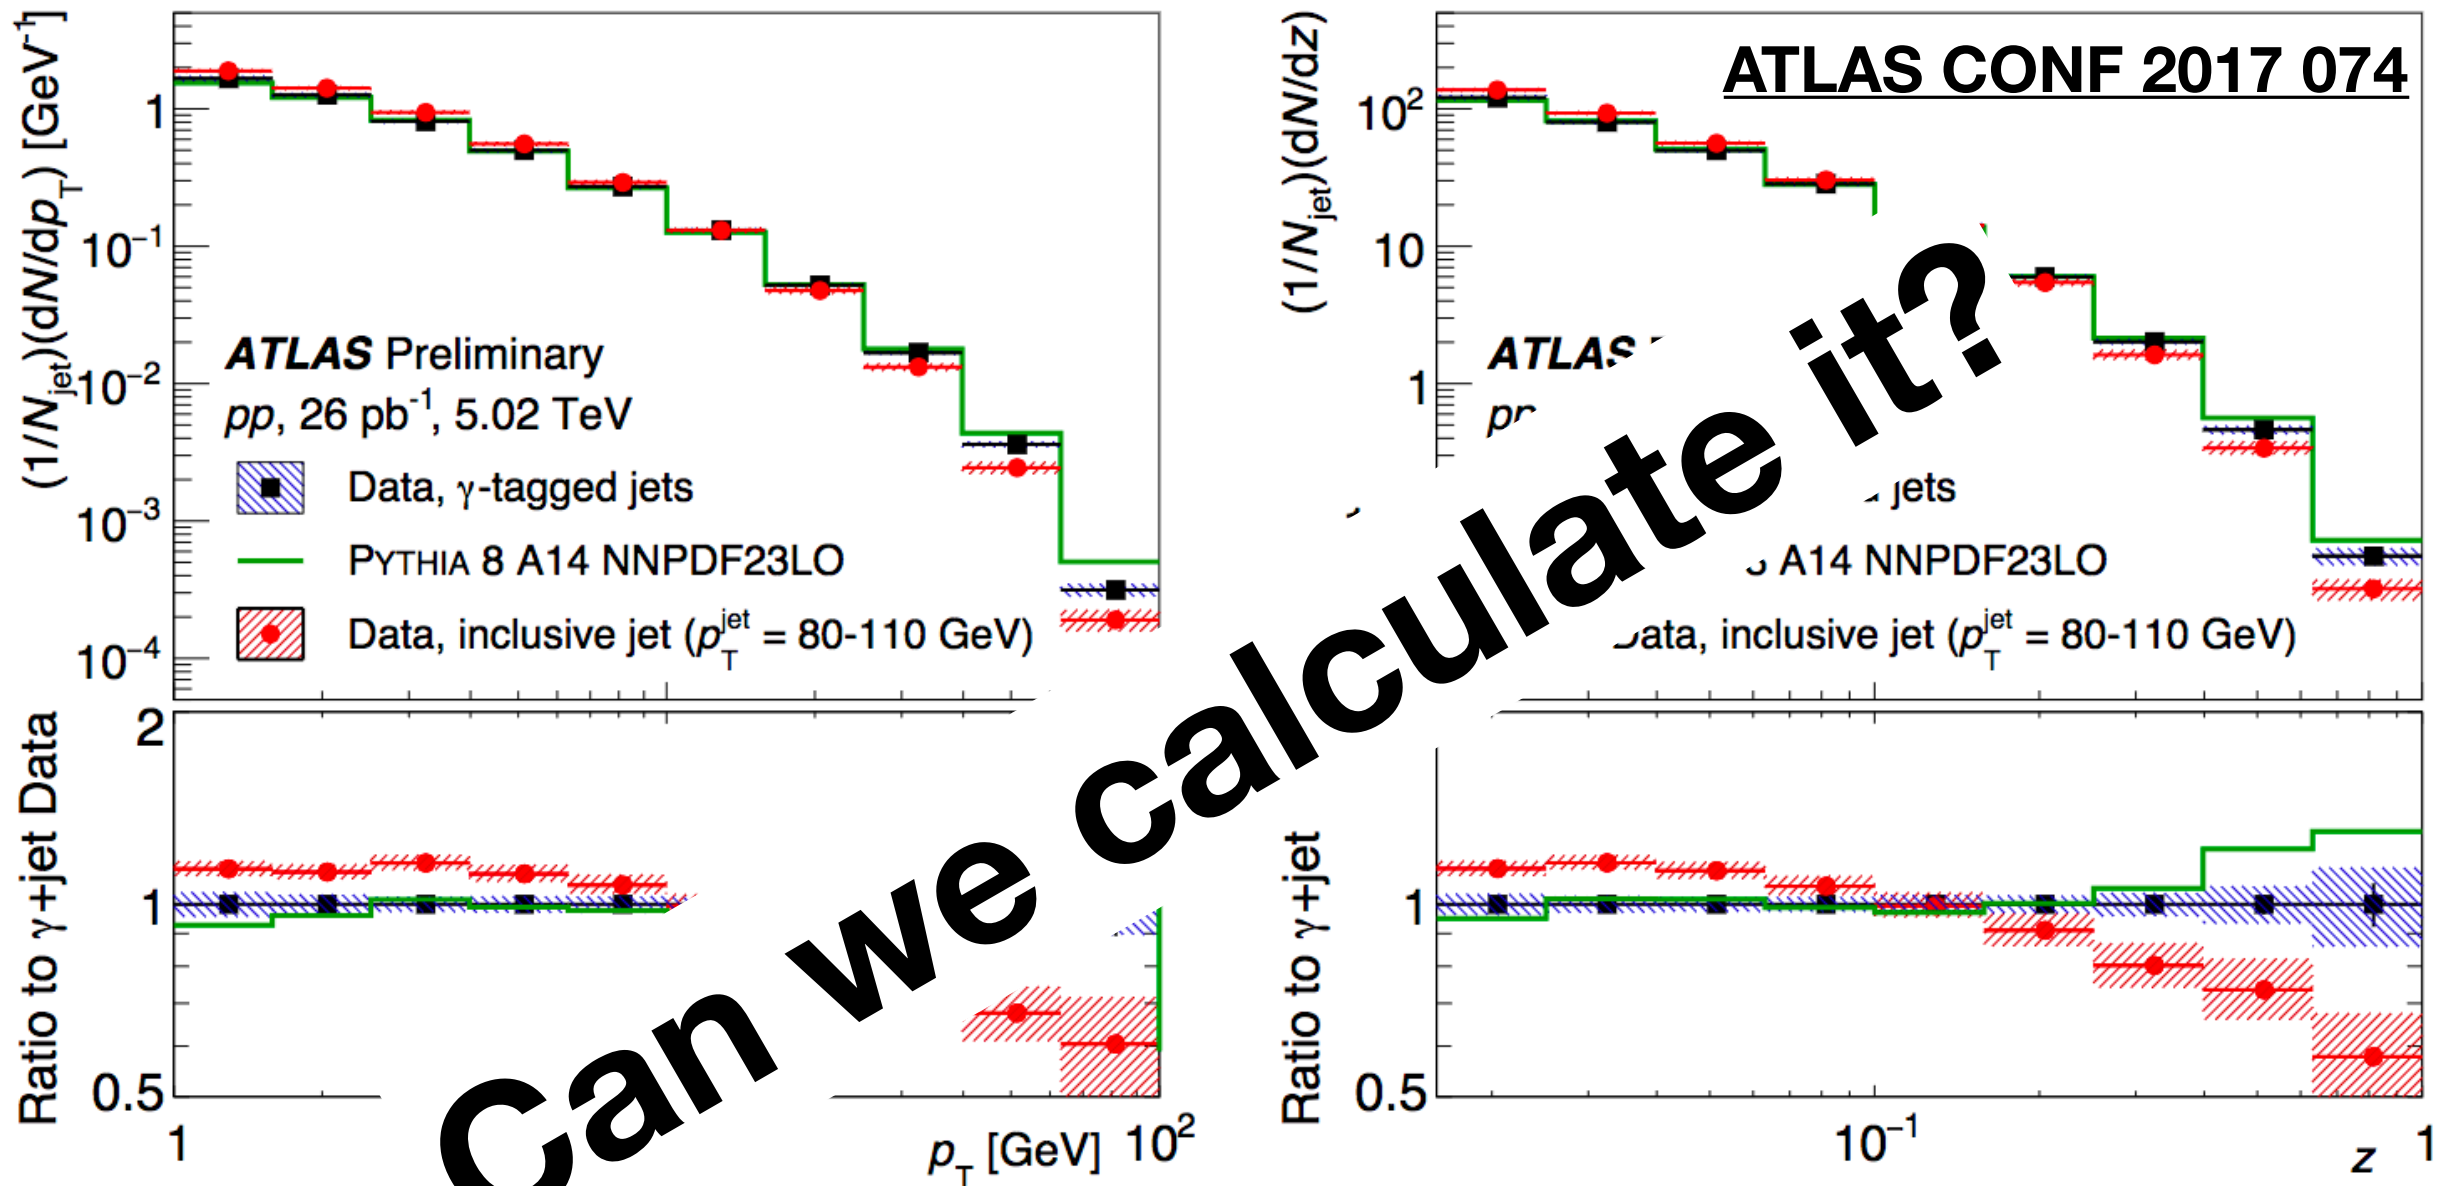 (1/N_jet)(dN/dp_T) [GeV^-1]
1
10^−1
10^−2
10^−3
10^−4
ATLAS Preliminary
pp, 26 pb^-1, 5.02 TeV
Data, γ-tagged jets
PYTHIA 8 A14 NNPDF23LO
Data, inclusive jet (p_T^jet = 80-110 GeV)
Ratio to γ+jet Data
2
1
0.5
1
p_T [GeV]
10^2
ATLAS CONF 2017 074
(1/N_jet)(dN/dz)
10^2
10
1
ATLAS
jets
A14 NNPDF23LO
Data, inclusive jet (p_T^jet = 80-110 GeV)
Ratio to γ+jet
1
0.5
10^−1
z
1
Can we calculate it?